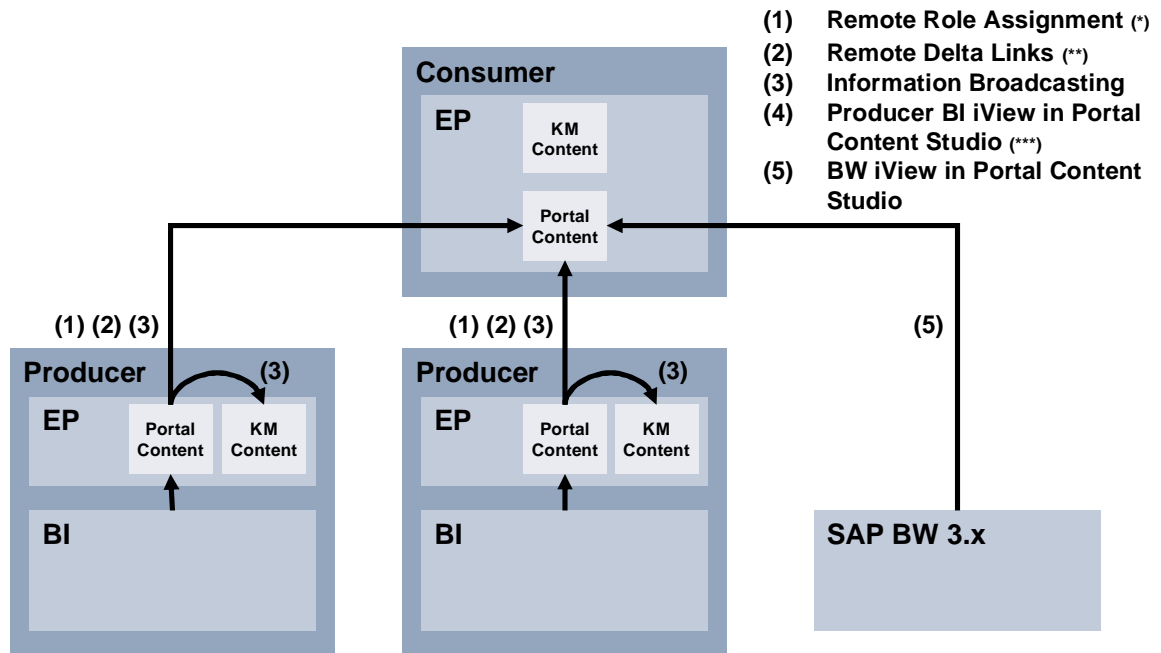 (1) Remote Role Assignment (*)
(2) Remote Delta Links (**)
(3) Information Broadcasting
(4) Producer BI iView in Portal
Content Studio (***)
(5) BW iView in Portal Content
Studio
Consumer
EP
KM
Content
Portal
Content
(1) (2) (3)
(1) (2) (3)
(5)
Producer
(3)
EP
Portal
Content
KM
Content
BI
Producer
(3)
EP
Portal
Content
KM
Content
BI
SAP BW 3.x